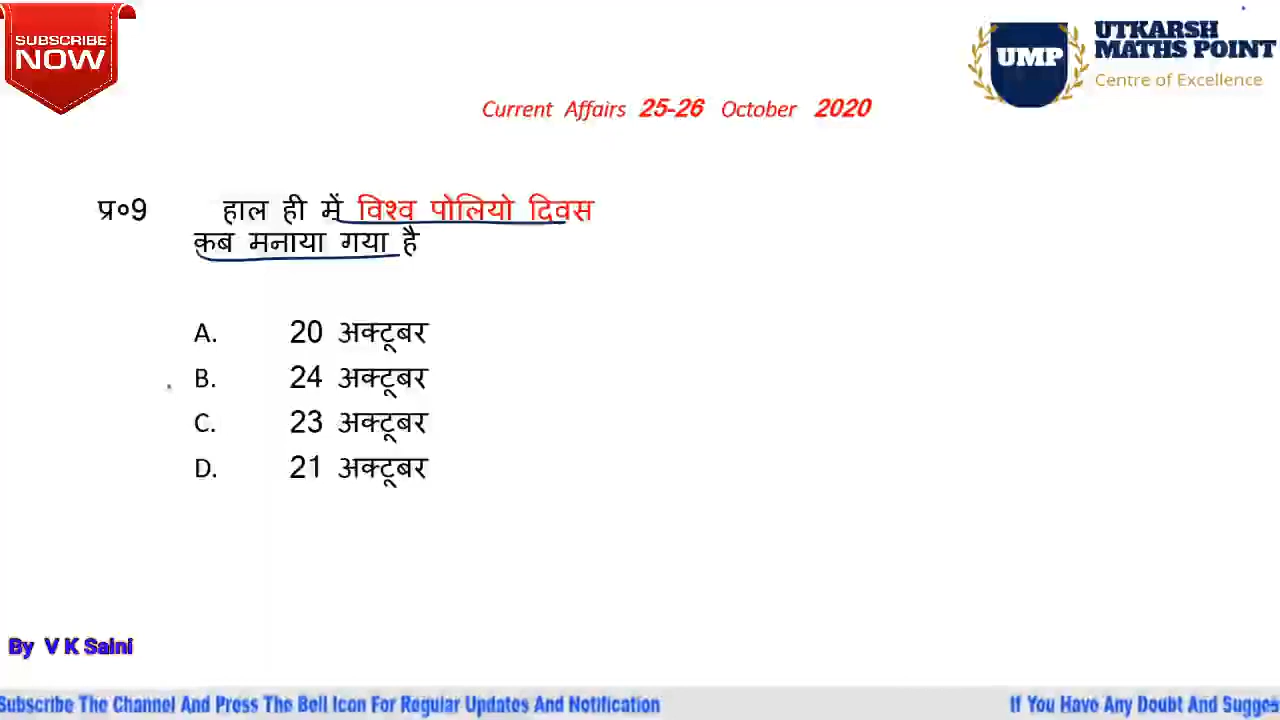 SUBSCRIBE
NOW
UMP
UTKARSH
MATHS POINT
Centre of Excellence
Current Affairs 25-26 October 2020
प्र०9 हाल ही में विश्व पोलियो दिवस
कब मनाया गया है
A. 20 अक्टूबर
B. 24 अक्टूबर
C. 23 अक्टूबर
D. 21 अक्टूबर
By V K Saini
Subscribe The Channel And Press The Bell Icon For Regular Updates And Notification If You Have Any Doubt And Sugges